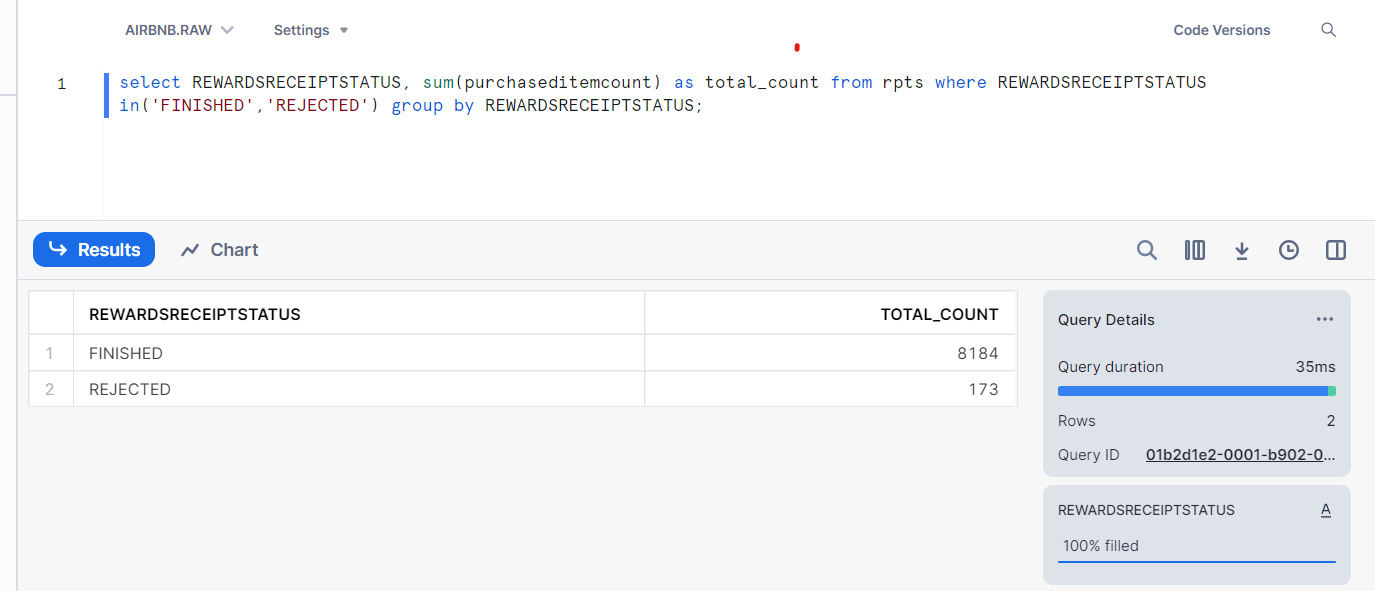 AIRBNB.RAW Settings Code Versions
1 select REWARDSRECEIPTSTATUS, sum(purchaseditemcount) as total_count from rpts where REWARDSRECEIPTSTATUS
in('FINISHED','REJECTED') group by REWARDSRECEIPTSTATUS;
Results Chart
REWARDSRECEIPTSTATUS TOTAL_COUNT
1 FINISHED 8184
2 REJECTED 173
Query Details ...
Query duration 35ms
Rows 2
Query ID 01b2d1e2-0001-b902-0...
REWARDSRECEIPTSTATUS A
100% filled